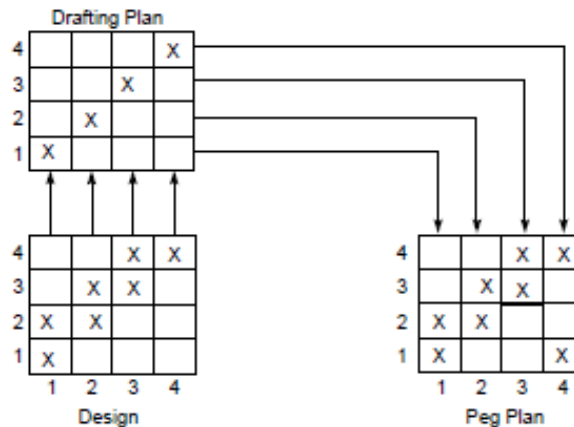 Drafting Plan
4 X
3 X
2 X
1 X
4 X X
3 X X
2 X X
1 X
1 2 3 4
Design
4 X X
3 X X
2 X X
1 X X
1 2 3 4
Peg Plan